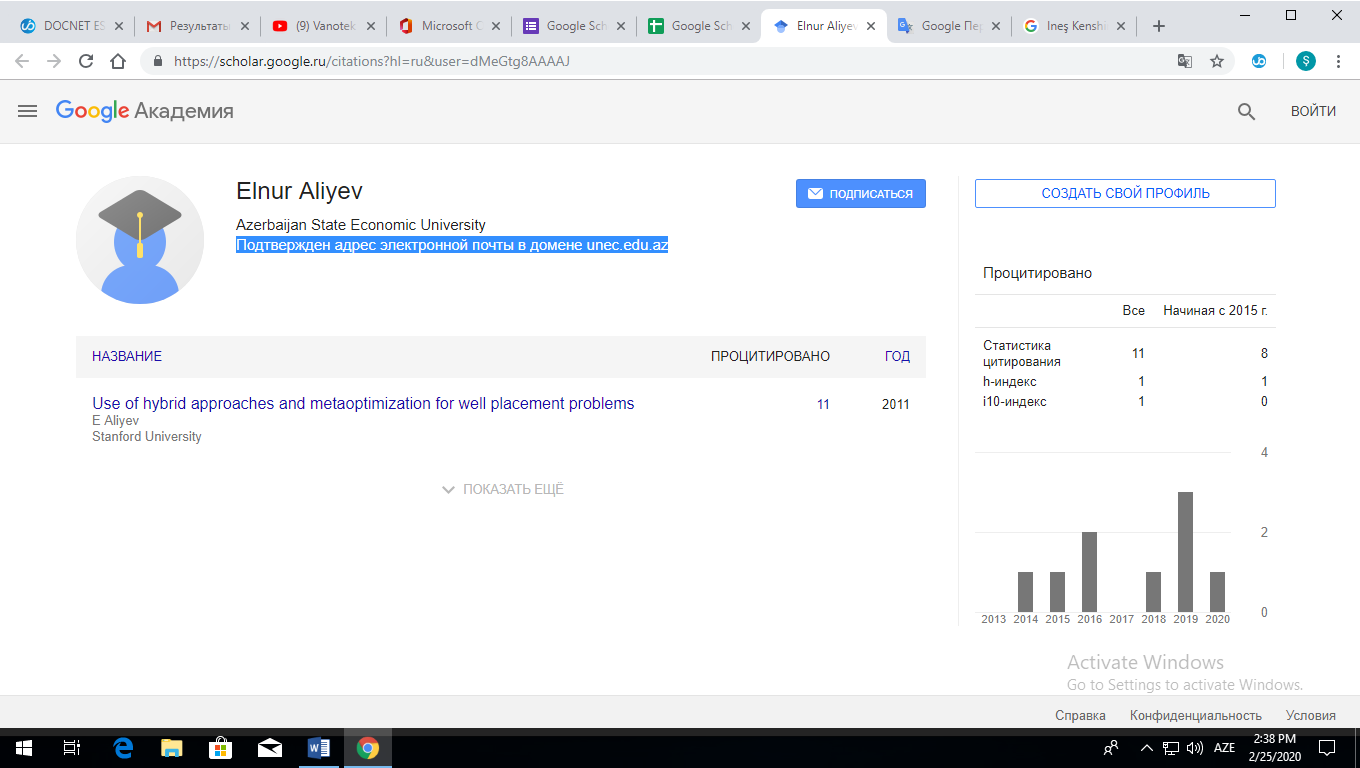 DOCNET ES
Результаты
(9) Vanotek
Microsoft O
Google Sch
Google Sch
Elnur Aliyev
Google Пер
Ineş Kenshi
https://scholar.google.ru/citations?hl=ru&user=dMeGtg8AAAAJ
Ş
Google Академия
ВОЙТИ
Elnur Aliyev
Azerbaijan State Economic University
Подтвержден адрес электронной почты в домене unec.edu.az
ПОДПИСАТЬСЯ
СОЗДАТЬ СВОЙ ПРОФИЛЬ
НАЗВАНИЕ ПРОЦИТИРОВАНО ГОД
Use of hybrid approaches and metaoptimization for well placement problems 11 2011
E Aliyev
Stanford University
ПОКАЗАТЬ ЕЩЁ
Процитировано
Все Начиная с 2015 г.
Статистика
цитирования 11 8
h-индекс 1 1
i10-индекс 1 0
4
2
0
2013 2014 2015 2016 2017 2018 2019 2020
Activate Windows
Go to Settings to activate Windows.
Справка Конфиденциальность Условия
AZE
2:38 PM
2/25/2020